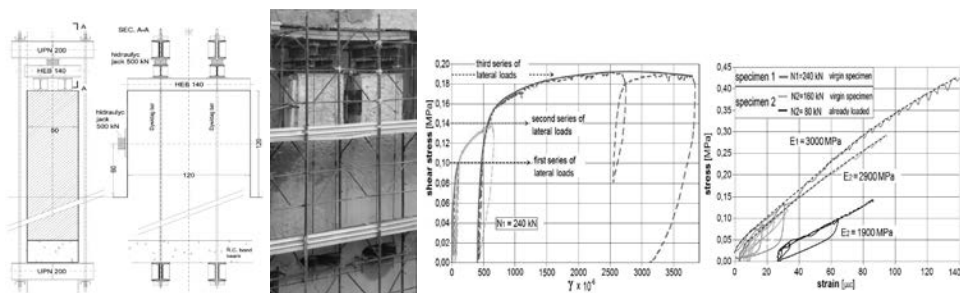 SEC. A-A
A
UPN 200
hidraulyc
jack 500 kN
HEB 140
A
HEB 140
hidraulyc
jack
500 kN
60
Dywidag bar
Dywidag bar
60
120
120
R.C. bond
beam
UPN 200
shear stress [MPa]
0,20
0,18
0,16
0,14
0,12
0,10
0,08
0,06
0,04
0,02
0,00
third series of
lateral loads
second series of
lateral loads
first series of
lateral loads
N1 = 240 kN
0 500 1000 1500 2000 2500 3000 3500
γ x 10-6
stress [MPa]
0,45
0,40
0,35
0,30
0,25
0,20
0,15
0,10
0,05
0,00
specimen 1
N1=240 kN virgin specimen
specimen 2
N2=160 kN virgin specimen
N2= 80 kN already loaded
E1 = 3000 MPa
E2 = 2900 MPa
E2 = 1900 MPa
0 20 40 60 80 100 120 140
strain [με]